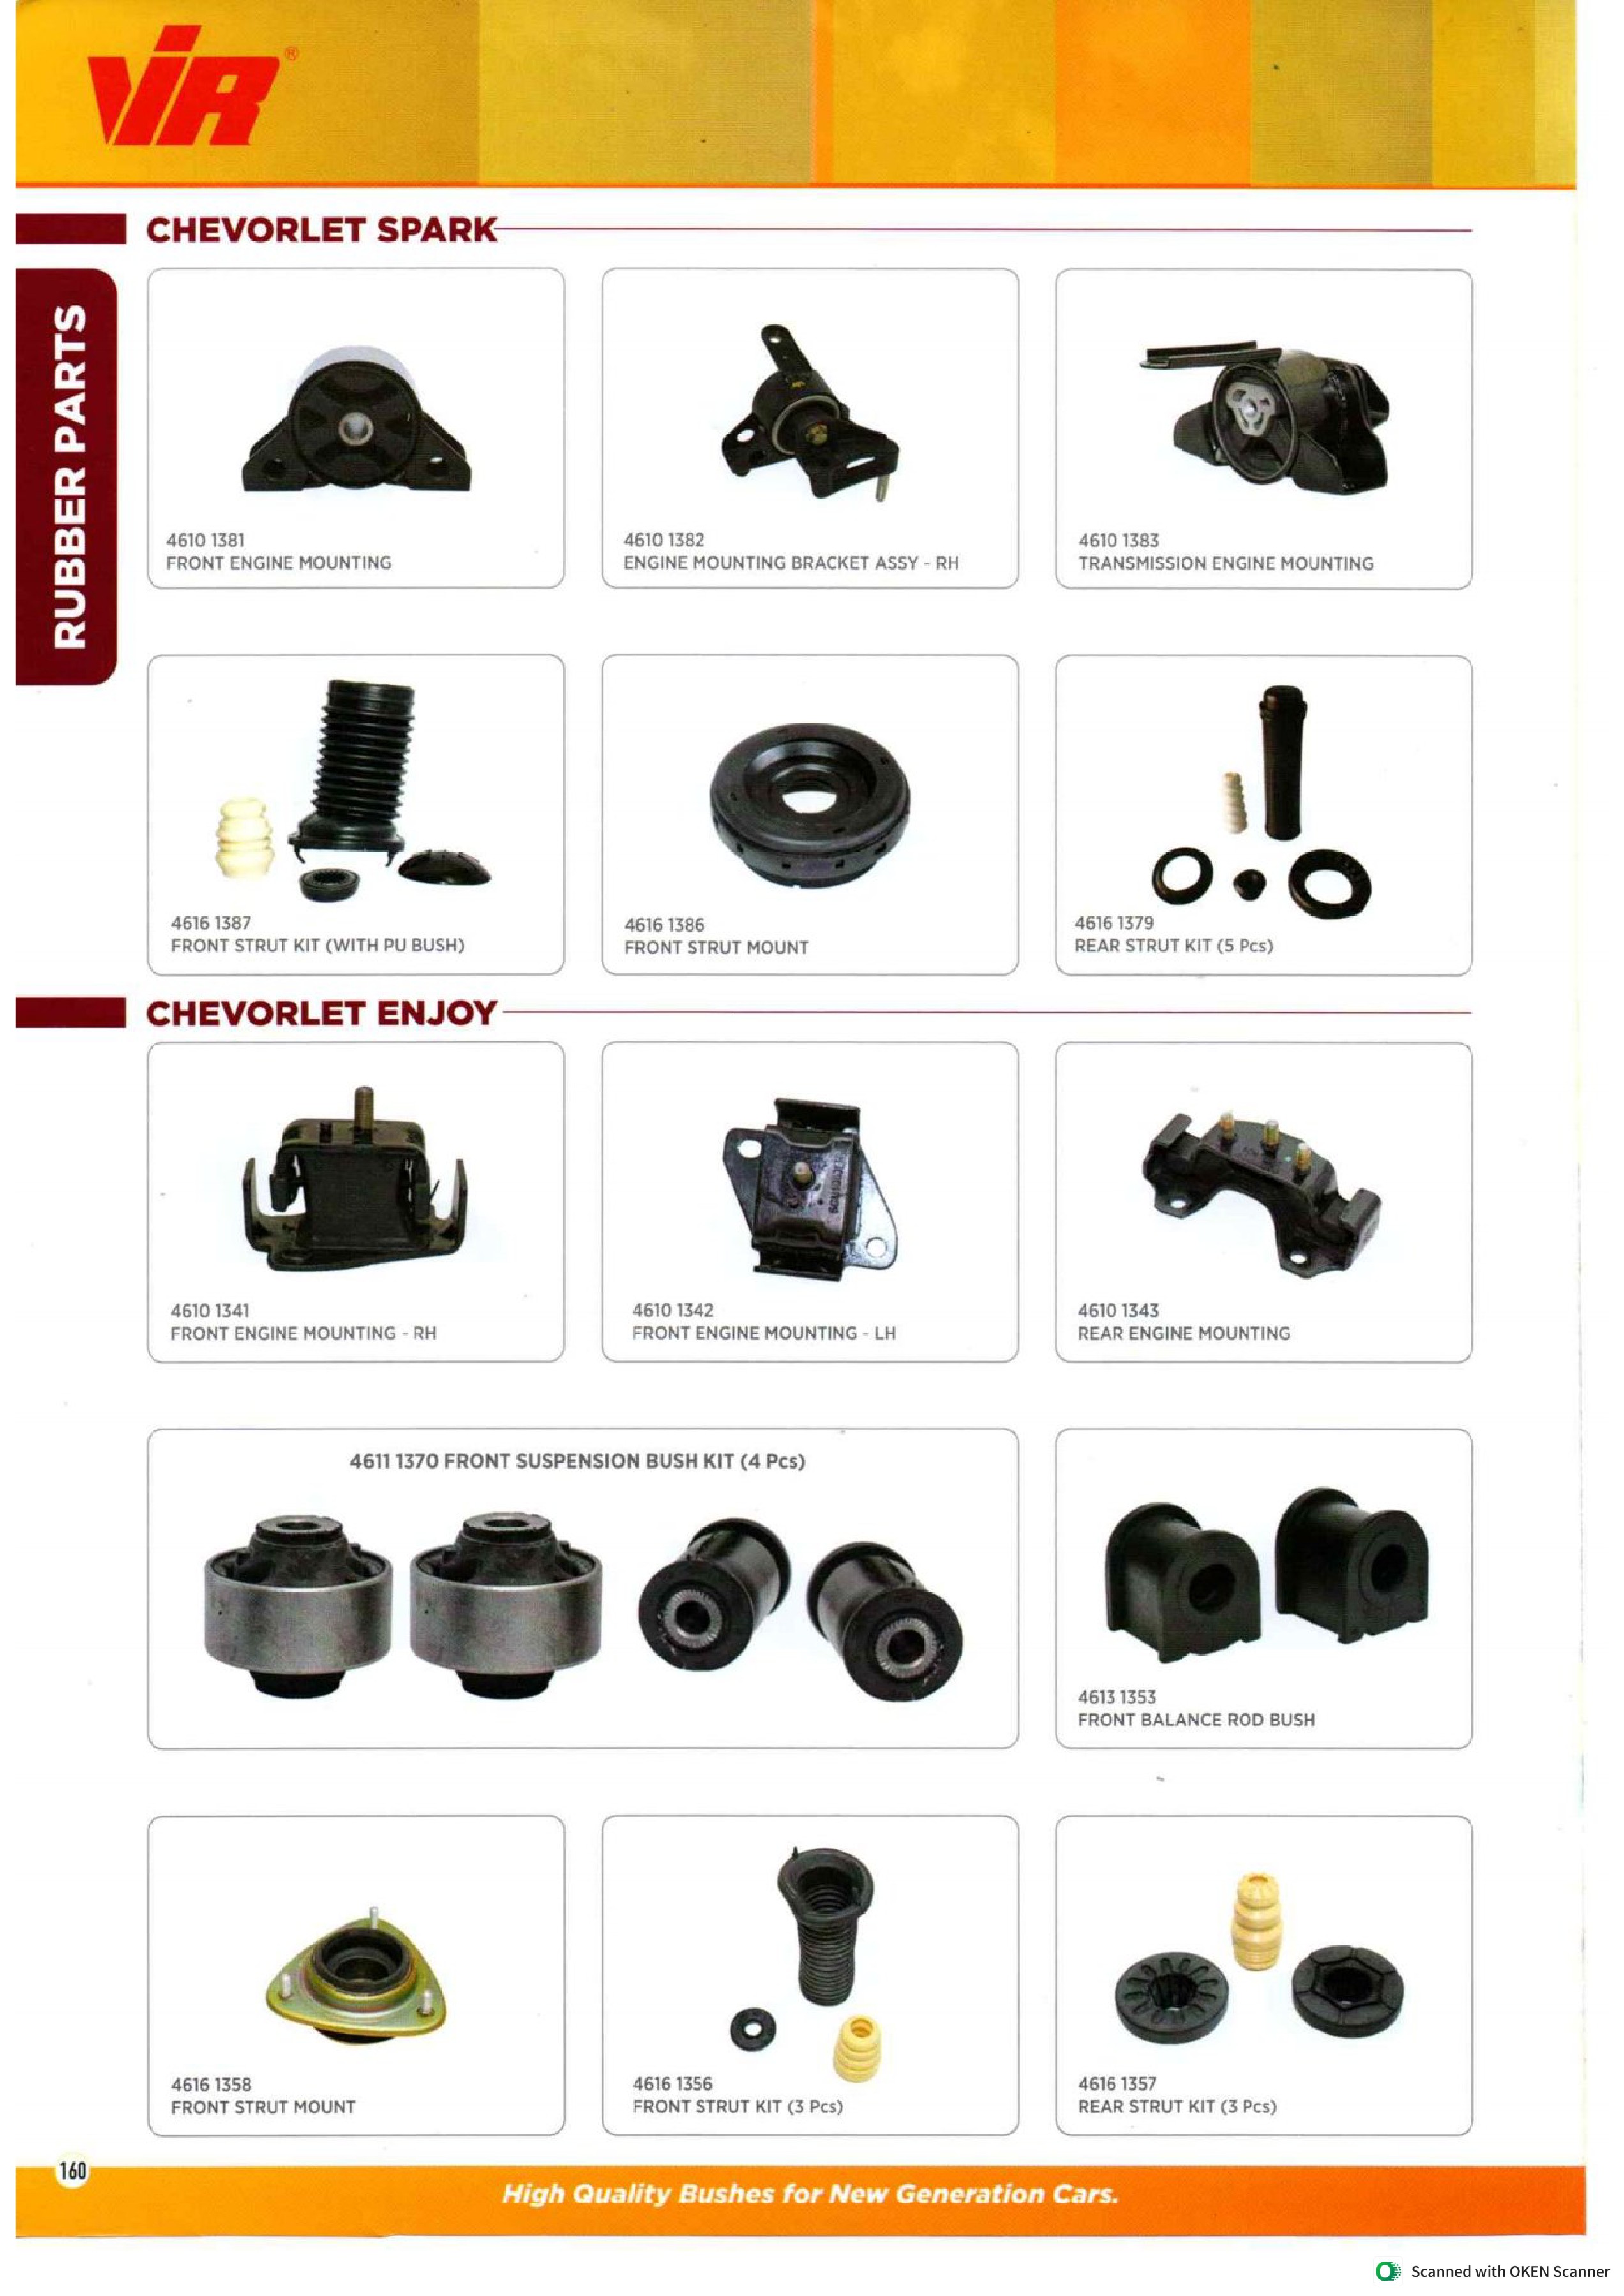 ViR®
CHEVORLET SPARK
RUBBER PARTS
4610 1381
FRONT ENGINE MOUNTING
4610 1382
ENGINE MOUNTING BRACKET ASSY - RH
4610 1383
TRANSMISSION ENGINE MOUNTING
4616 1387
FRONT STRUT KIT (WITH PU BUSH)
4616 1386
FRONT STRUT MOUNT
4616 1379
REAR STRUT KIT (5 Pcs)
CHEVORLET ENJOY
4610 1341
FRONT ENGINE MOUNTING - RH
4610 1342
FRONT ENGINE MOUNTING - LH
4610 1343
REAR ENGINE MOUNTING
4611 1370 FRONT SUSPENSION BUSH KIT (4 Pcs)
4613 1353
FRONT BALANCE ROD BUSH
4616 1358
FRONT STRUT MOUNT
4616 1356
FRONT STRUT KIT (3 Pcs)
4616 1357
REAR STRUT KIT (3 Pcs)
160
High Quality Bushes for New Generation Cars.
Scanned with OKEN Scanner